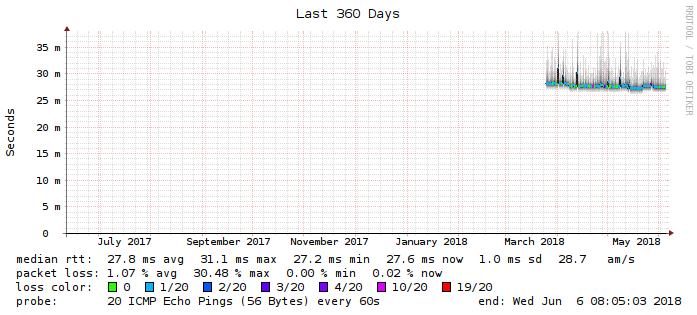 Last 360 Days
RRDTOOL / TOBI OETIKER
Seconds
35 m
30 m
25 m
20 m
15 m
10 m
5 m
0
July 2017 September 2017 November 2017 January 2018 March 2018 May 2018
median rtt: 27.8 ms avg 31.1 ms max 27.2 ms min 27.6 ms now 1.0 ms sd 28.7 am/s
packet loss: 1.07 % avg 30.48 % max 0.00 % min 0.02 % now
loss color: 0 1/20 2/20 3/20 4/20 10/20 19/20
probe: 20 ICMP Echo Pings (56 Bytes) every 60s end: Wed Jun 6 08:05:03 2018